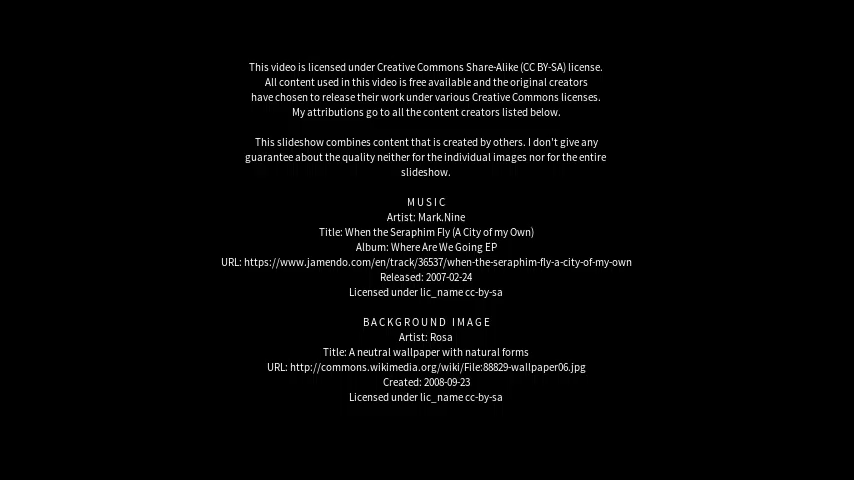 This video is licensed under Creative Commons Share-Alike (CC BY-SA) license.
All content used in this video is free available and the original creators
have chosen to release their work under various Creative Commons licenses.
My attributions go to all the content creators listed below.
This slideshow combines content that is created by others. I don't give any
guarantee about the quality neither for the individual images nor for the entire
slideshow.
MUSIC
Artist: Mark.Nine
Title: When the Seraphim Fly (A City of my Own)
Album: Where Are We Going EP
URL: https://www.jamendo.com/en/track/36537/when-the-seraphim-fly-a-city-of-my-own
Released: 2007-02-24
Licensed under lic_name cc-by-sa
BACKGROUND IMAGE
Artist: Rosa
Title: A neutral wallpaper with natural forms
URL: http://commons.wikimedia.org/wiki/File:88829-wallpaper06.jpg
Created: 2008-09-23
Licensed under lic_name cc-by-sa